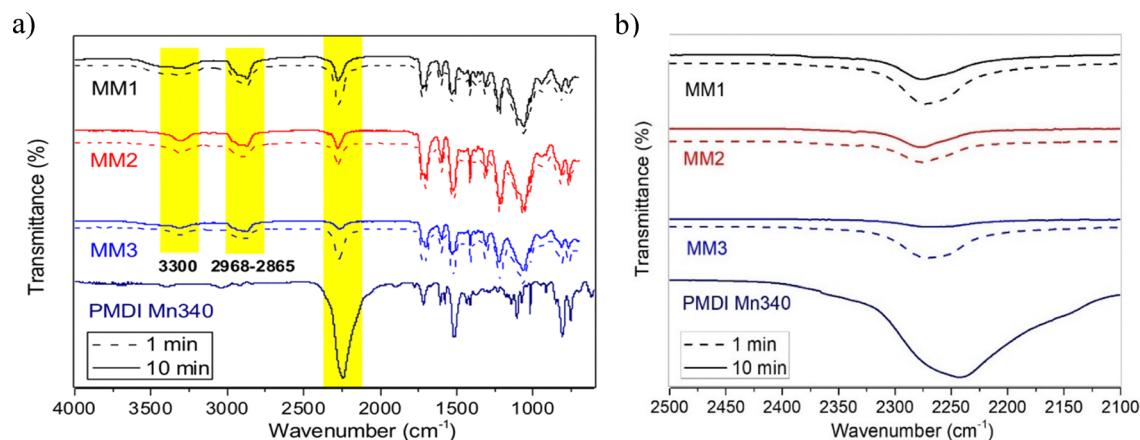 a)
MM1
MM2
MM3
3300
2968-2865
PMDI Mn340
1 min
10 min
4000 3500 3000 2500 2000 1500 1000
Wavenumber (cm-1)
Transmittance (%)
b)
MM1
MM2
MM3
PMDI Mn340
1 min
10 min
2500 2450 2400 2350 2300 2250 2200 2150 2100
Wavenumber (cm-1)
Transmittance (%)